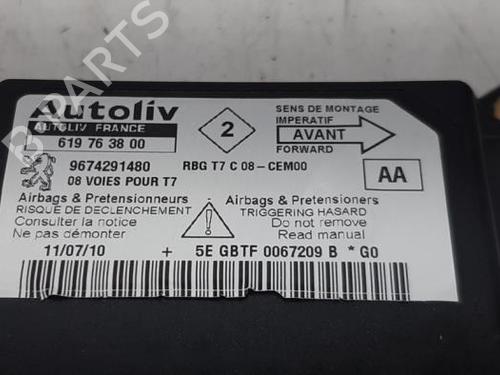 Autoliv
AUTOLIV FRANCE
619 76 38 00
2
SENS DE MONTAGE
IMPERATIF
AVANT
FORWARD
9674291480
08 VOIES POUR T7
RBG T7 C 08-CEM00
AA
Airbags & Pretensionneurs
RISQUE DE DECLENCHEMENT
Consulter la notice
Ne pas démonter
Airbags & Pretensioners
TRIGGERING HASARD
Do not remove
Read manual
11/07/10 + 5E GBTF 0067209 B * G0
B PARTS